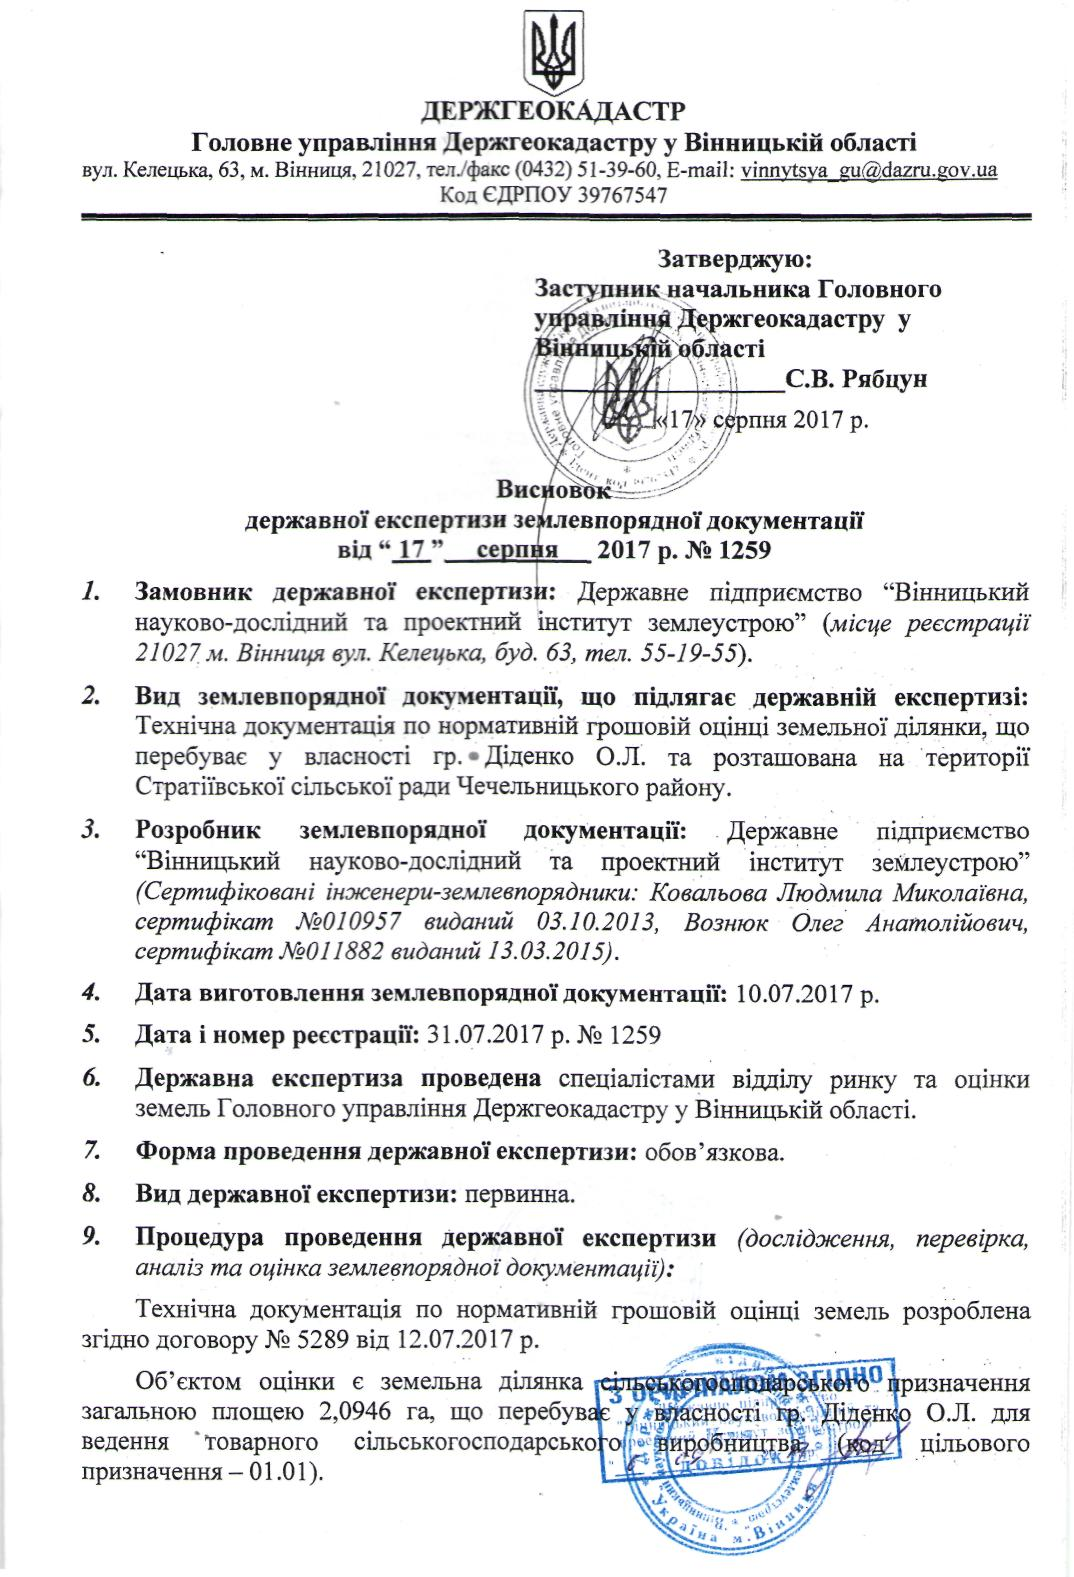 ДЕРЖГЕОКАДАСТР
Головне управління Держгеокадастру у Вінницькій області
вул. Келецька, 63, м. Вінниця, 21027, тел./факс (0432) 51-39-60, E-mail: vinnytsya_gu@dazru.gov.ua
Код ЄДРПОУ 39767547
Затверджую:
Заступник начальника Головного
управління Держгеокадастру у
Вінницькій області
С.В. Рябцун
«17» серпня 2017 р.
Висновок
державної експертизи землевпорядної документації
від “ 17 ” серпня 2017 р. № 1259
1. Замовник державної експертизи: Державне підприємство “Вінницький
науково-дослідний та проектний інститут землеустрою” (місце реєстрації
21027 м. Вінниця вул. Келецька, буд. 63, тел. 55-19-55).
2. Вид землевпорядної документації, що підлягає державній експертизі:
Технічна документація по нормативній грошовій оцінці земельної ділянки, що
перебуває у власності гр. Діденко О.Л. та розташована на території
Стратіївської сільської ради Чечельницького району.
3. Розробник землевпорядної документації: Державне підприємство
“Вінницький науково-дослідний та проектний інститут землеустрою”
(Сертифіковані інженери-землевпорядники: Ковальова Людмила Миколаївна,
сертифікат №010957 виданий 03.10.2013, Вознюк Олег Анатолійович,
сертифікат №011882 виданий 13.03.2015).
4. Дата виготовлення землевпорядної документації: 10.07.2017 р.
5. Дата і номер реєстрації: 31.07.2017 р. № 1259
6. Державна експертиза проведена спеціалістами відділу ринку та оцінки
земель Головного управління Держгеокадастру у Вінницькій області.
7. Форма проведення державної експертизи: обов’язкова.
8. Вид державної експертизи: первинна.
9. Процедура проведення державної експертизи (дослідження, перевірка,
аналіз та оцінка землевпорядної документації):
Технічна документація по нормативній грошовій оцінці земель розроблена
згідно договору № 5289 від 12.07.2017 р.
Об’єктом оцінки є земельна ділянка сільськогосподарського призначення
загальною площею 2,0946 га, що перебуває у власності гр. Діденко О.Л. для
ведення товарного сільськогосподарського виробництва (код цільового
призначення – 01.01).
З ОРИГІНАЛОМ ЗГІДНО
ДОВІДОК
Україна м. Вінниця